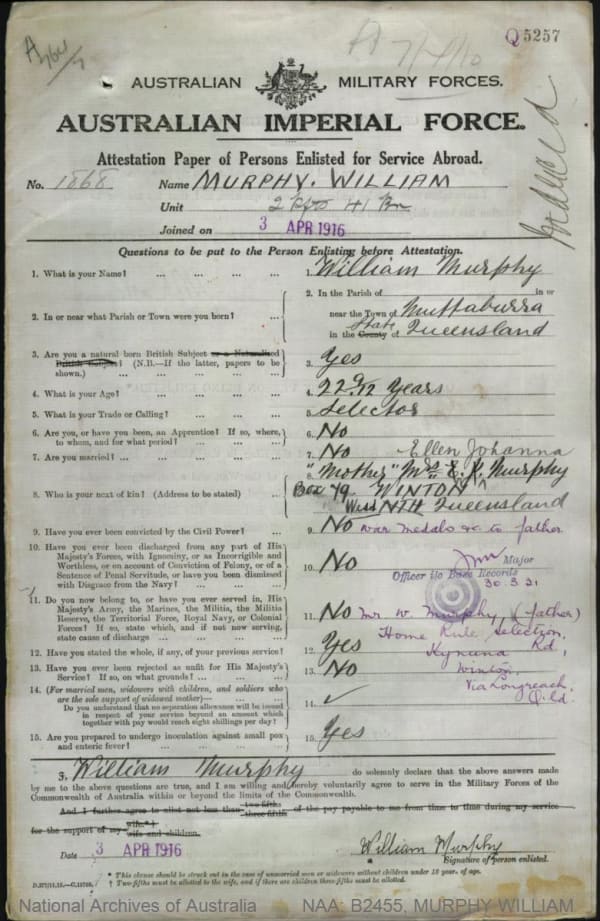 Q5257
AUSTRALIAN MILITARY FORCES.
AUSTRALIAN IMPERIAL FORCE.
Attestation Paper of Persons Enlisted for Service Abroad.
No. 1868 Name MURPHY. WILLIAM
Unit 2 Rfts 41 Bn
Joined on 3 APR 1916
Questions to be put to the Person Enlisting before Attestation.
1. What is your Name? ... ... ... ... 1. William Murphy
2. In or near what Parish or Town were you born? ... 2. In the Parish of in or
near the Town of Muttaburra
in the County of State Queensland
3. Are you a natural born British Subject or a Naturalized
British Subject? (N.B.—If the latter, papers to be
shown.) ... ... ... ... 3. Yes
4. What is your Age? ... ... ... ... 4. 22 9/12 Years
5. What is your Trade or Calling? ... ... ... 5. Selector
6. Are you, or have you been, an Apprentice? If so, where,
to whom, and for what period? ... ... ... 6. No
7. Are you married? ... ... ... ... 7. No Ellen Johanna
8. Who is your next of kin? (Address to be stated) ... 8. "Mother" Mrs E. Murphy
Box 49 WINTON
NTH Queensland
9. Have you ever been convicted by the Civil Power? ... 9. No war medals &c to father
10. Have you ever been discharged from any part of His
Majesty's Forces, with Ignominy, or as Incorrigible and
Worthless, or on account of Conviction of Felony, or of a
Sentence of Penal Servitude, or have you been dismissed
with Disgrace from the Navy? ... ... 10. No
Major
Officer i/c Base Records
30.3.21
11. Do you now belong to, or have you ever served in, His
Majesty's Army, the Marines, the Militia, the Militia
Reserve, the Territorial Force, Royal Navy, or Colonial
Forces? If so, state which, and if not now serving,
state cause of discharge ... ... ... 11. No Mr W. Murphy, (father)
Home Rule Selection,
12. Have you stated the whole, if any, of your previous service? 12. Yes Kynuna Rd,
13. Have you ever been rejected as unfit for His Majesty's
Service? If so, on what grounds? ... ... 13. No Winton,
Via Longreach,
Q'ld.
14. (For married men, widowers with children, and soldiers who
are the sole support of widowed mother—
Do you understand that no separation allowance will be issued
in respect of your service beyond an amount which
together with pay would reach eight shillings per day? 14. ✓
15. Are you prepared to undergo inoculation against small pox
and enteric fever? ... ... ... ... 15. Yes
I, William Murphy do solemnly declare that the above answers made
by me to the above questions are true, and I am willing and hereby voluntarily agree to serve in the Military Forces of the
Commonwealth of Australia within or beyond the limits of the Commonwealth.
And I further agree to allot not less than two-fifths three-fifths of the pay payable to me from time to time during my service
for the support of my wife.*† wife and children.
Date 3 APR 1916 William Murphy
Signature of person enlisted.
* This clause should be struck out in the case of unmarried men or widowers without children under 18 years of age.
† Two-fifths must be allotted to the wife, and if there are children three-fifths must be allotted.
National Archives of Australia NAA: B2455, MURPHY WILLIAM